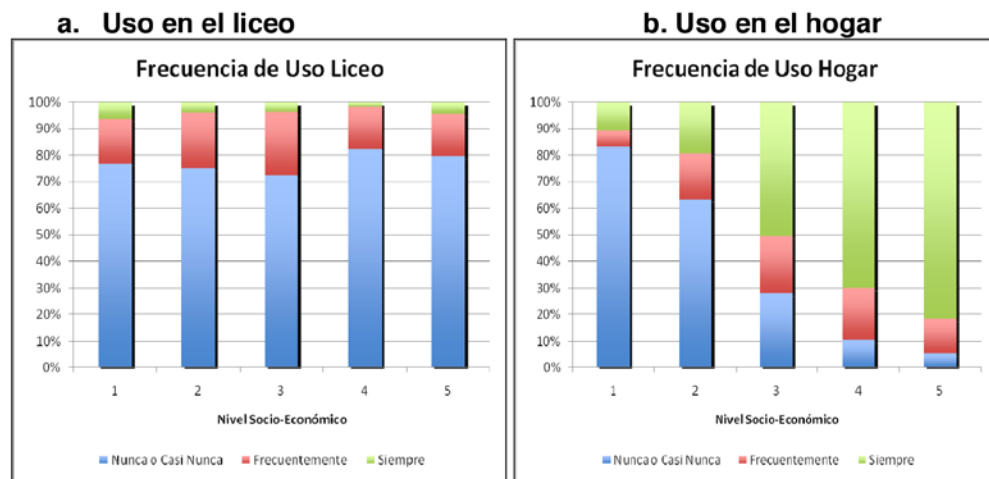 a. Uso en el liceo
Frecuencia de Uso Liceo
100%
90%
80%
70%
60%
50%
40%
30%
20%
10%
0%
1 2 3 4 5
Nivel Socio-Económico
Nunca o Casi Nunca Frecuentemente Siempre
b. Uso en el hogar
Frecuencia de Uso Hogar
100%
90%
80%
70%
60%
50%
40%
30%
20%
10%
0%
1 2 3 4 5
Nivel Socio-Económico
Nunca o Casi Nunca Frecuentemente Siempre